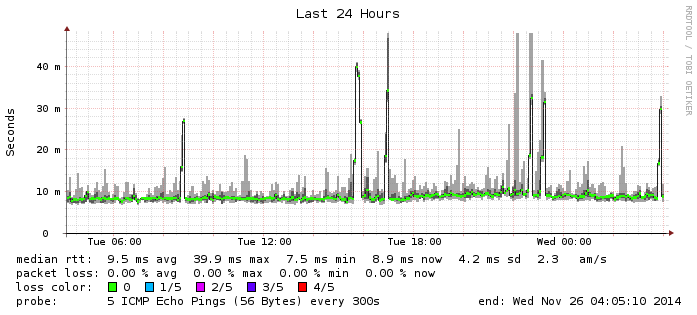 Last 24 Hours
RRDTOOL / TOBI OETIKER
Seconds
40 m
30 m
20 m
10 m
0
Tue 06:00 Tue 12:00 Tue 18:00 Wed 00:00
median rtt: 9.5 ms avg 39.9 ms max 7.5 ms min 8.9 ms now 4.2 ms sd 2.3 am/s
packet loss: 0.00 % avg 0.00 % max 0.00 % min 0.00 % now
loss color: 0 1/5 2/5 3/5 4/5
probe: 5 ICMP Echo Pings (56 Bytes) every 300s end: Wed Nov 26 04:05:10 2014